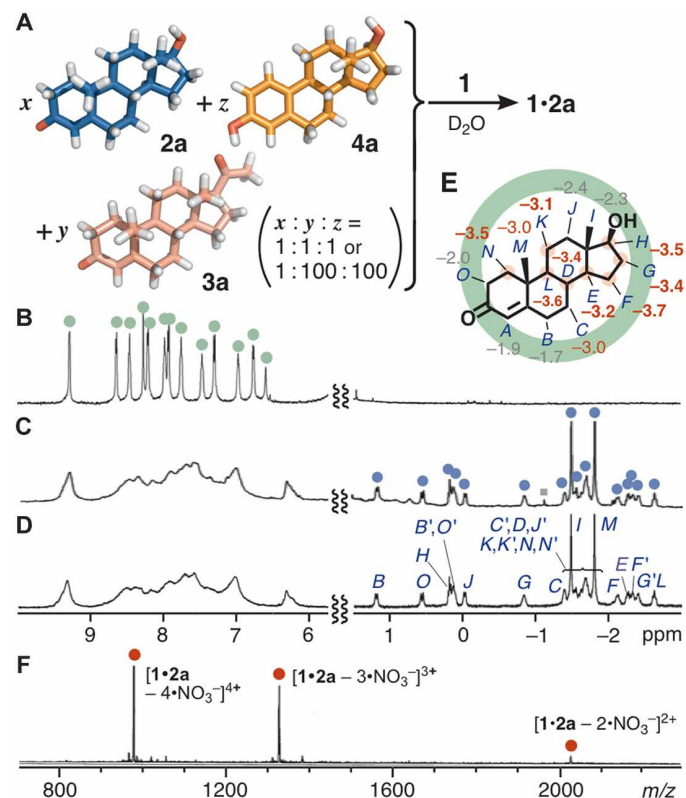 A
x + z
2a
4a
1
D₂O
1•2a
+ y
3a
x : y : z =
1 : 1 : 1 or
1 : 100 : 100
E
–2.4
–2.3
–3.1
J
I
OH
–3.0
K
–3.5
M
H
–3.5
N
–3.4
–2.0
D
G
–3.4
O
L
E
–3.6
F
–3.7
–3.2
O
A
B
C
–3.0
–1.9
–1.7
B
C
D
B',O'
C',D,J'
K,K',N,N'
I
M
H
E
F'
B
O
J
G
C
F
G'L
9 8 7 6 1 0 –1 –2 ppm
F
[1•2a
– 4•NO₃⁻]⁴⁺
[1•2a – 3•NO₃⁻]³⁺
[1•2a – 2•NO₃⁻]²⁺
800 1200 1600 2000 m/z